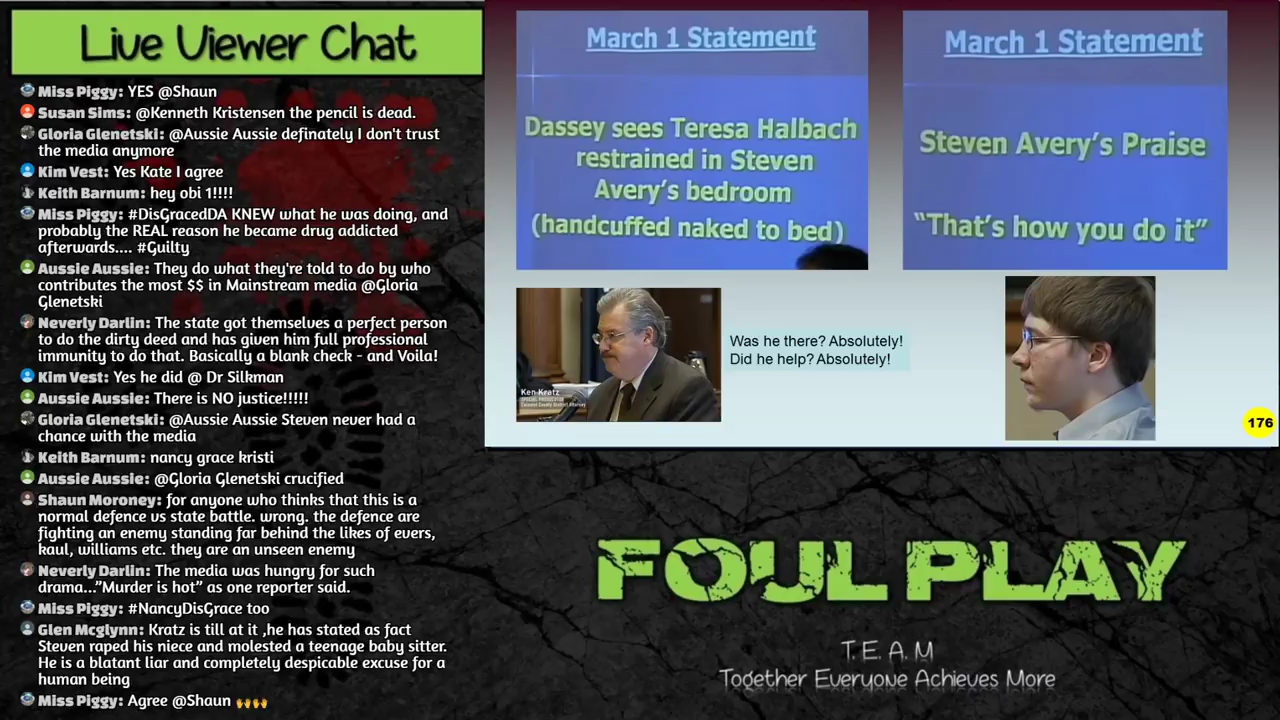 Live Viewer Chat
Miss Piggy: YES @Shaun
Susan Sims: @Kenneth Kristensen the pencil is dead.
Gloria Glenetski: @Aussie Aussie definately I don't trust
the media anymore
Kim Vest: Yes Kate I agree
Keith Barnum: hey obi 1!!!!
Miss Piggy: #DisGracedDA KNEW what he was doing, and
probably the REAL reason he became drug addicted
afterwards.... #Guilty
Aussie Aussie: They do what they're told to do by who
contributes the most $$ in Mainstream media @Gloria
Glenetski
Neverly Darlin: The state got themselves a perfect person
to do the dirty deed and has given him full professional
immunity to do that. Basically a blank check - and Voila!
Kim Vest: Yes he did @ Dr Silkman
Aussie Aussie: There is NO justice!!!!!
Gloria Glenetski: @Aussie Aussie Steven never had a
chance with the media
Keith Barnum: nancy grace kristi
Aussie Aussie: @Gloria Glenetski crucified
Shaun Moroney: for anyone who thinks that this is a
normal defence vs state battle. wrong. the defence are
fighting an enemy standing far behind the likes of evers,
kaul, williams etc. they are an unseen enemy
Neverly Darlin: The media was hungry for such
drama..."Murder is hot" as one reporter said.
Miss Piggy: #NancyDisGrace too
Glen Mcglynn: Kratz is till at it ,he has stated as fact
Steven raped his niece and molested a teenage baby sitter.
He is a blatant liar and completely despicable excuse for a
human being
Miss Piggy: Agree @Shaun 🙌🙌
March 1 Statement
Dassey sees Teresa Halbach
restrained in Steven
Avery's bedroom
(handcuffed naked to bed)
March 1 Statement
Steven Avery's Praise
"That's how you do it"
Ken Kratz
Was he there? Absolutely!
Did he help? Absolutely!
176
FOUL PLAY
T.E.A.M
Together Everyone Achieves More